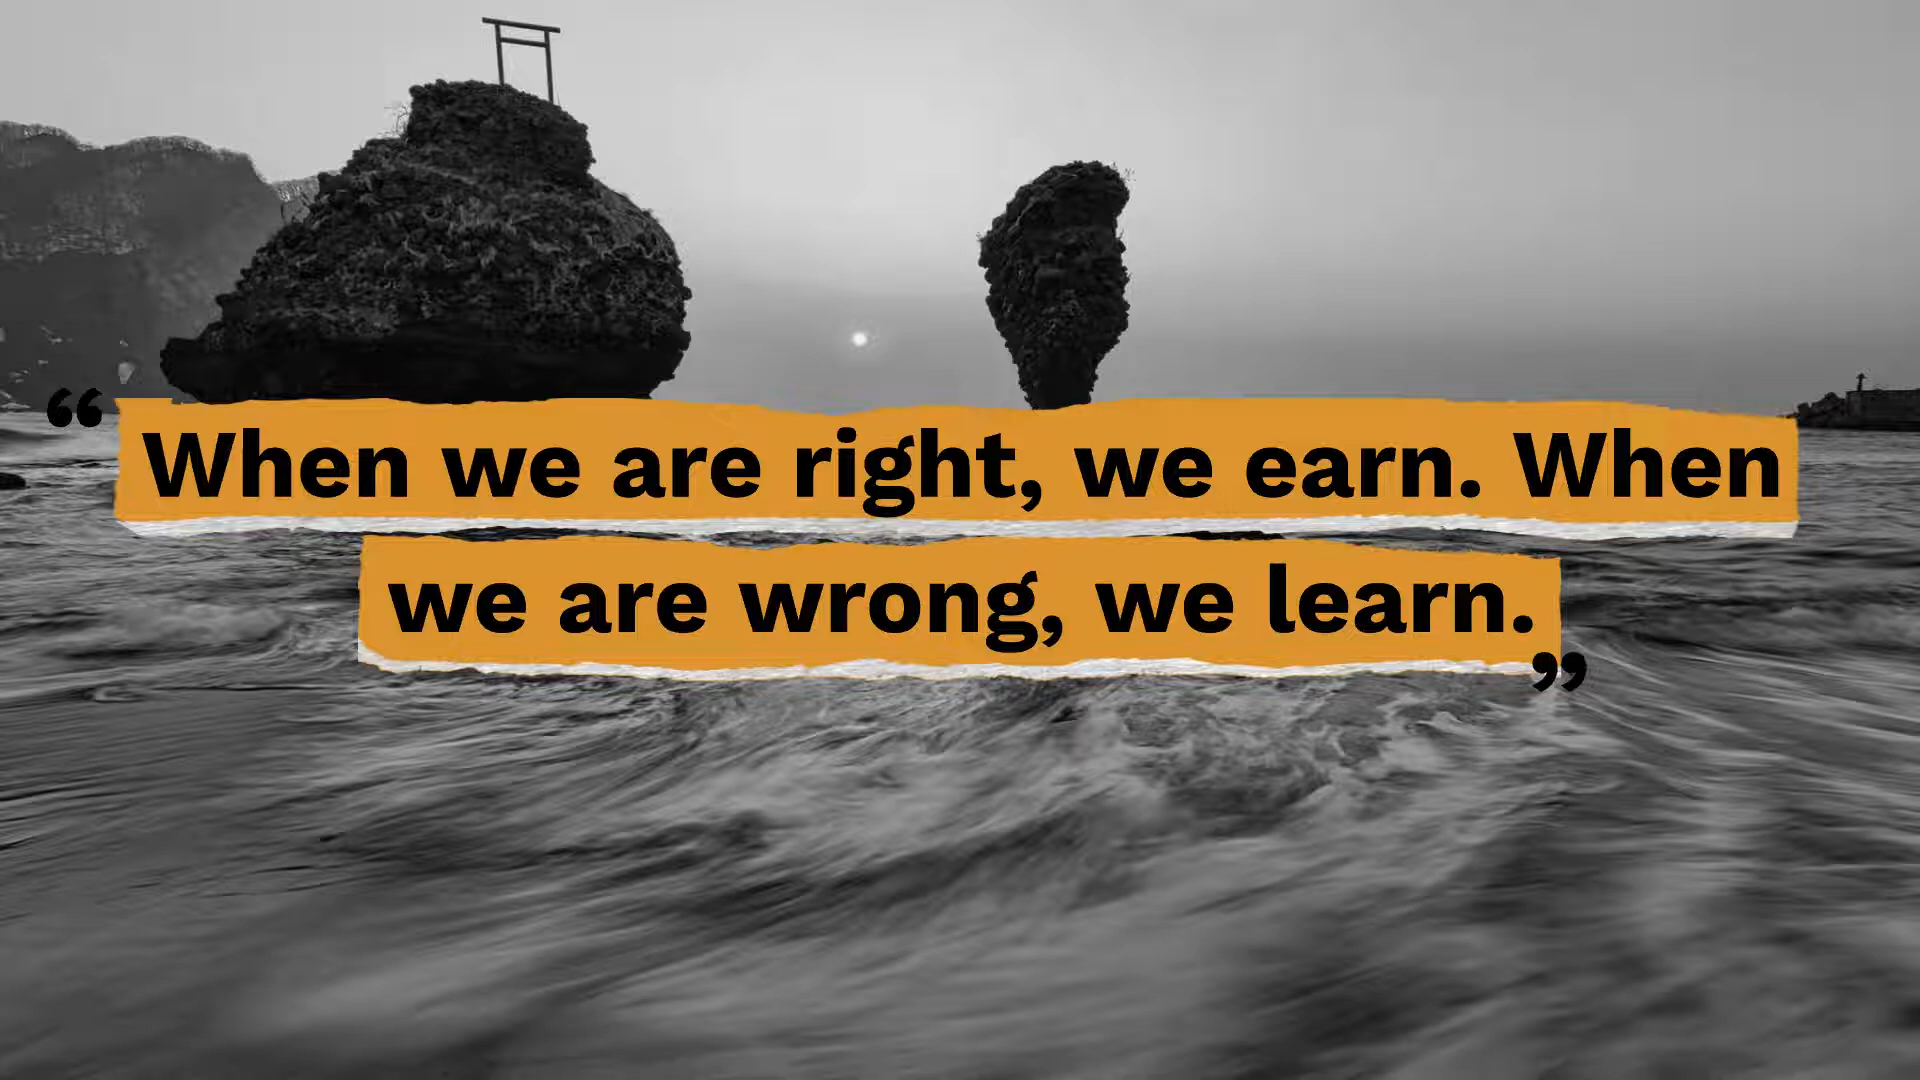 “When we are right, we earn. When
we are wrong, we learn.”